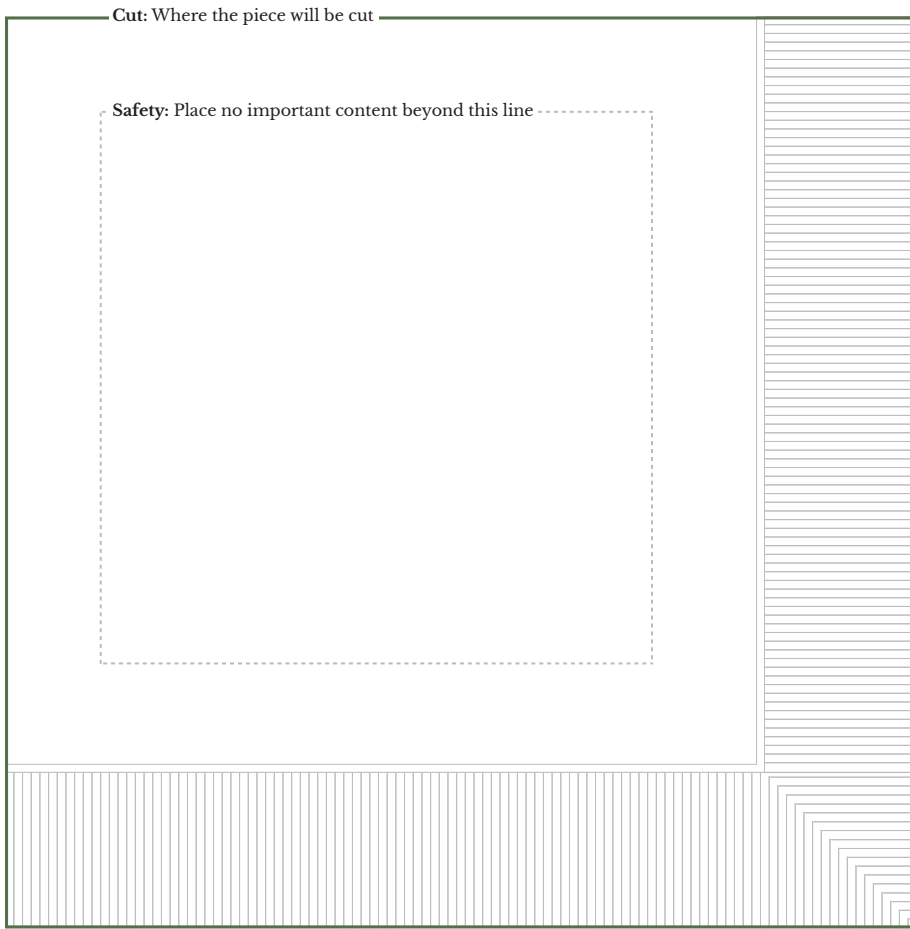 Cut: Where the piece will be cut
Safety: Place no important content beyond this line